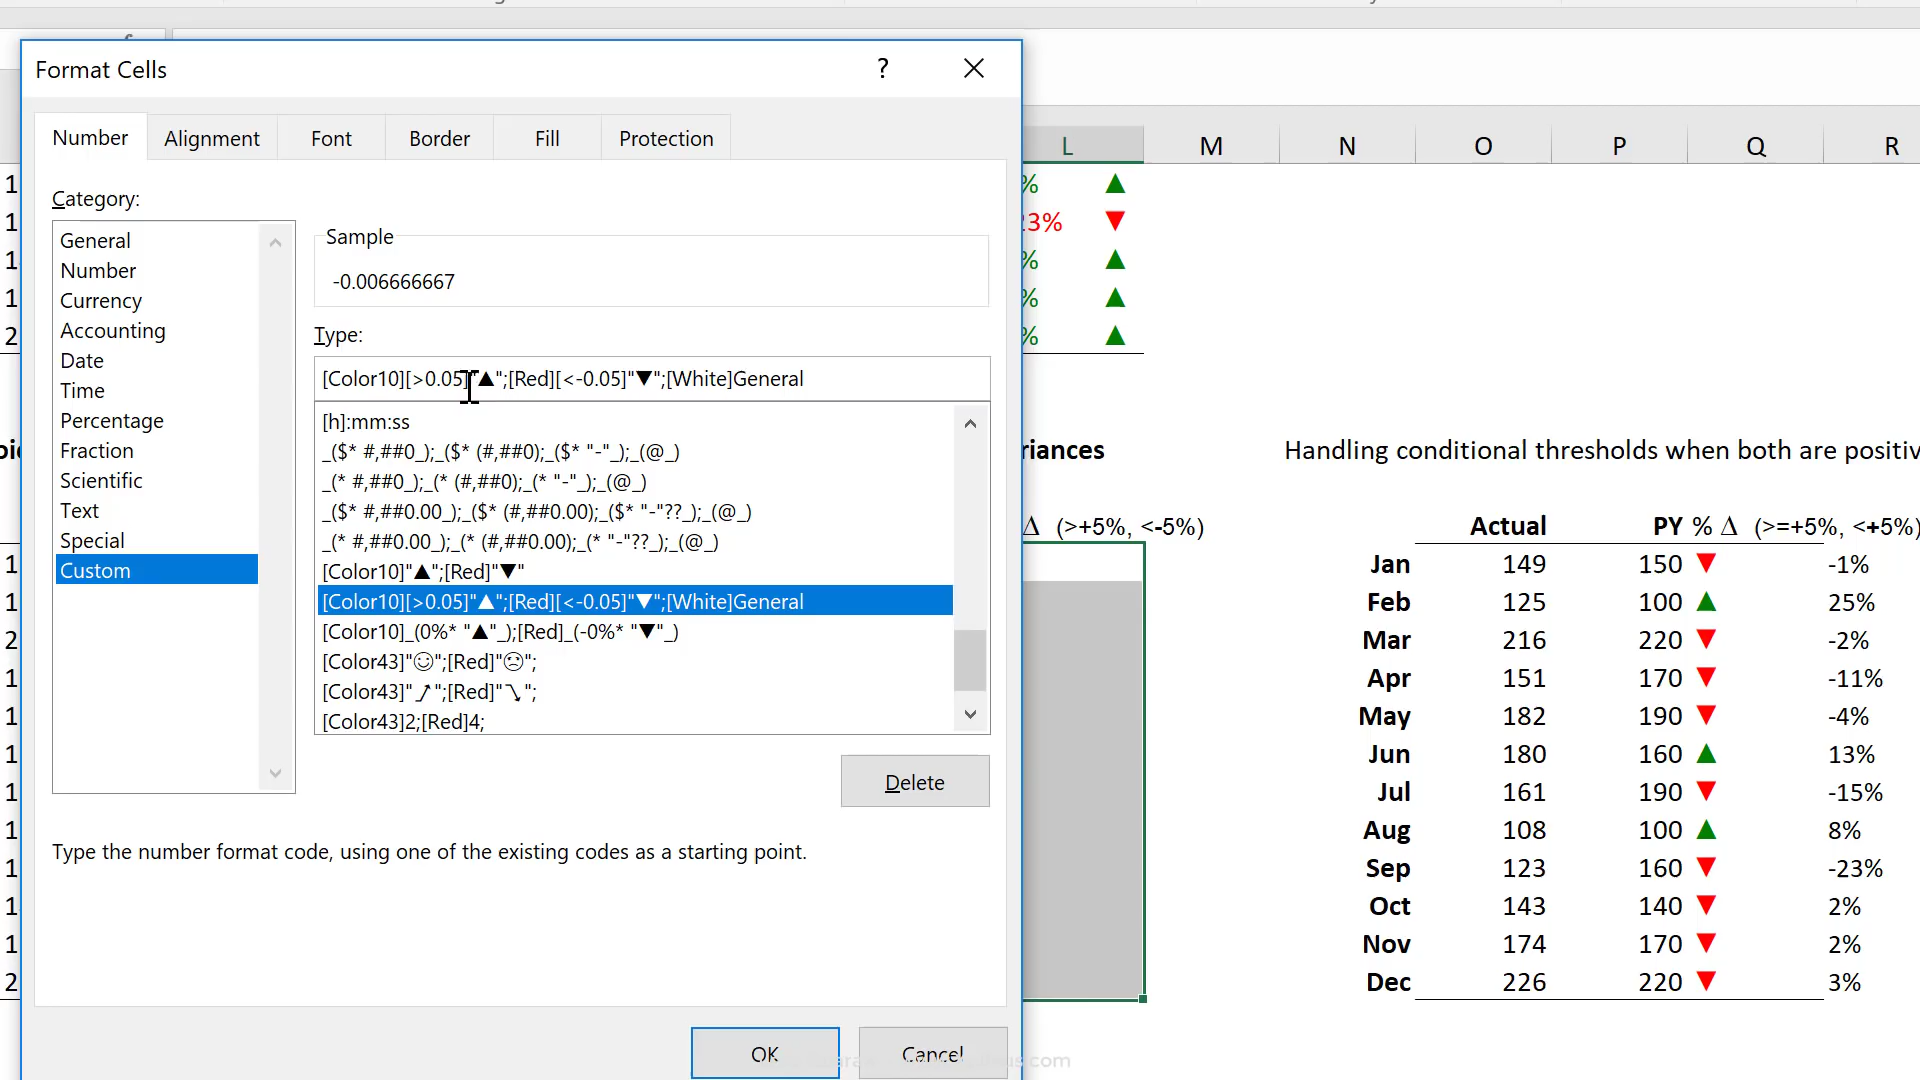 Format Cells ?
Number Alignment Font Border Fill Protection
Category:
General
Number
Currency
Accounting
Date
Time
Percentage
Fraction
Scientific
Text
Special
Custom
Sample
-0.006666667
Type:
[Color10][>0.05]"▲";[Red][<-0.05]"▼";[White]General
[h]:mm:ss
_($* #,##0_);_($* (#,##0);_($* "-"_);_(@_)
_(* #,##0_);_(* (#,##0);_(* "-"_);_(@_)
_($* #,##0.00_);_($* (#,##0.00);_($* "-"??_);_(@_)
_(* #,##0.00_);_(* (#,##0.00);_(* "-"??_);_(@_)
[Color10]"▲";[Red]"▼"
[Color10][>0.05]"▲";[Red][<-0.05]"▼";[White]General
[Color10]_(0%* "▲"_);[Red]_(-0%* "▼"_)
[Color43]"☺";[Red]"☹";
[Color43]"⭷";[Red]"⭸";
[Color43]2;[Red]4;
Delete
Type the number format code, using one of the existing codes as a starting point.
OK Cancel
L M N O P Q R
% ▲
23% ▼
% ▲
% ▲
% ▲
riances
Δ (>+5%, <-5%)
Handling conditional thresholds when both are positiv
Actual PY % Δ (>=+5%, <+5%)
Jan 149 150 ▼ -1%
Feb 125 100 ▲ 25%
Mar 216 220 ▼ -2%
Apr 151 170 ▼ -11%
May 182 190 ▼ -4%
Jun 180 160 ▲ 13%
Jul 161 190 ▼ -15%
Aug 108 100 ▲ 8%
Sep 123 160 ▼ -23%
Oct 143 140 ▼ 2%
Nov 174 170 ▼ 2%
Dec 226 220 ▼ 3%